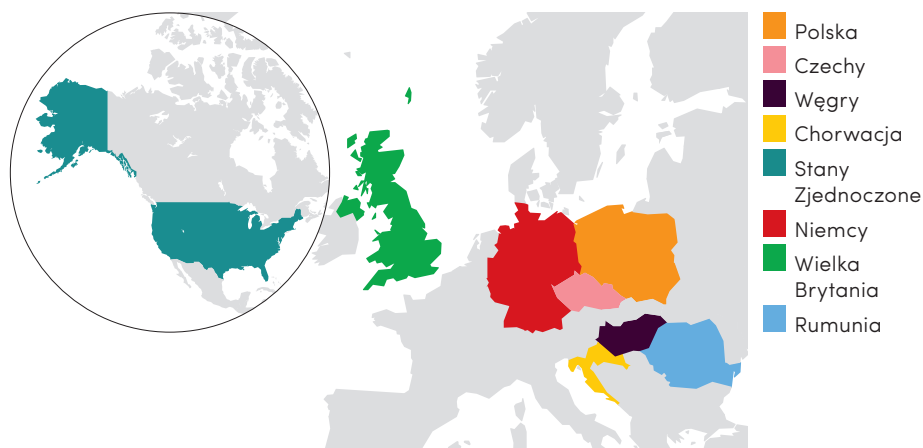 Polska
Czechy
Węgry
Chorwacja
Stany
Zjednoczone
Niemcy
Wielka
Brytania
Rumunia